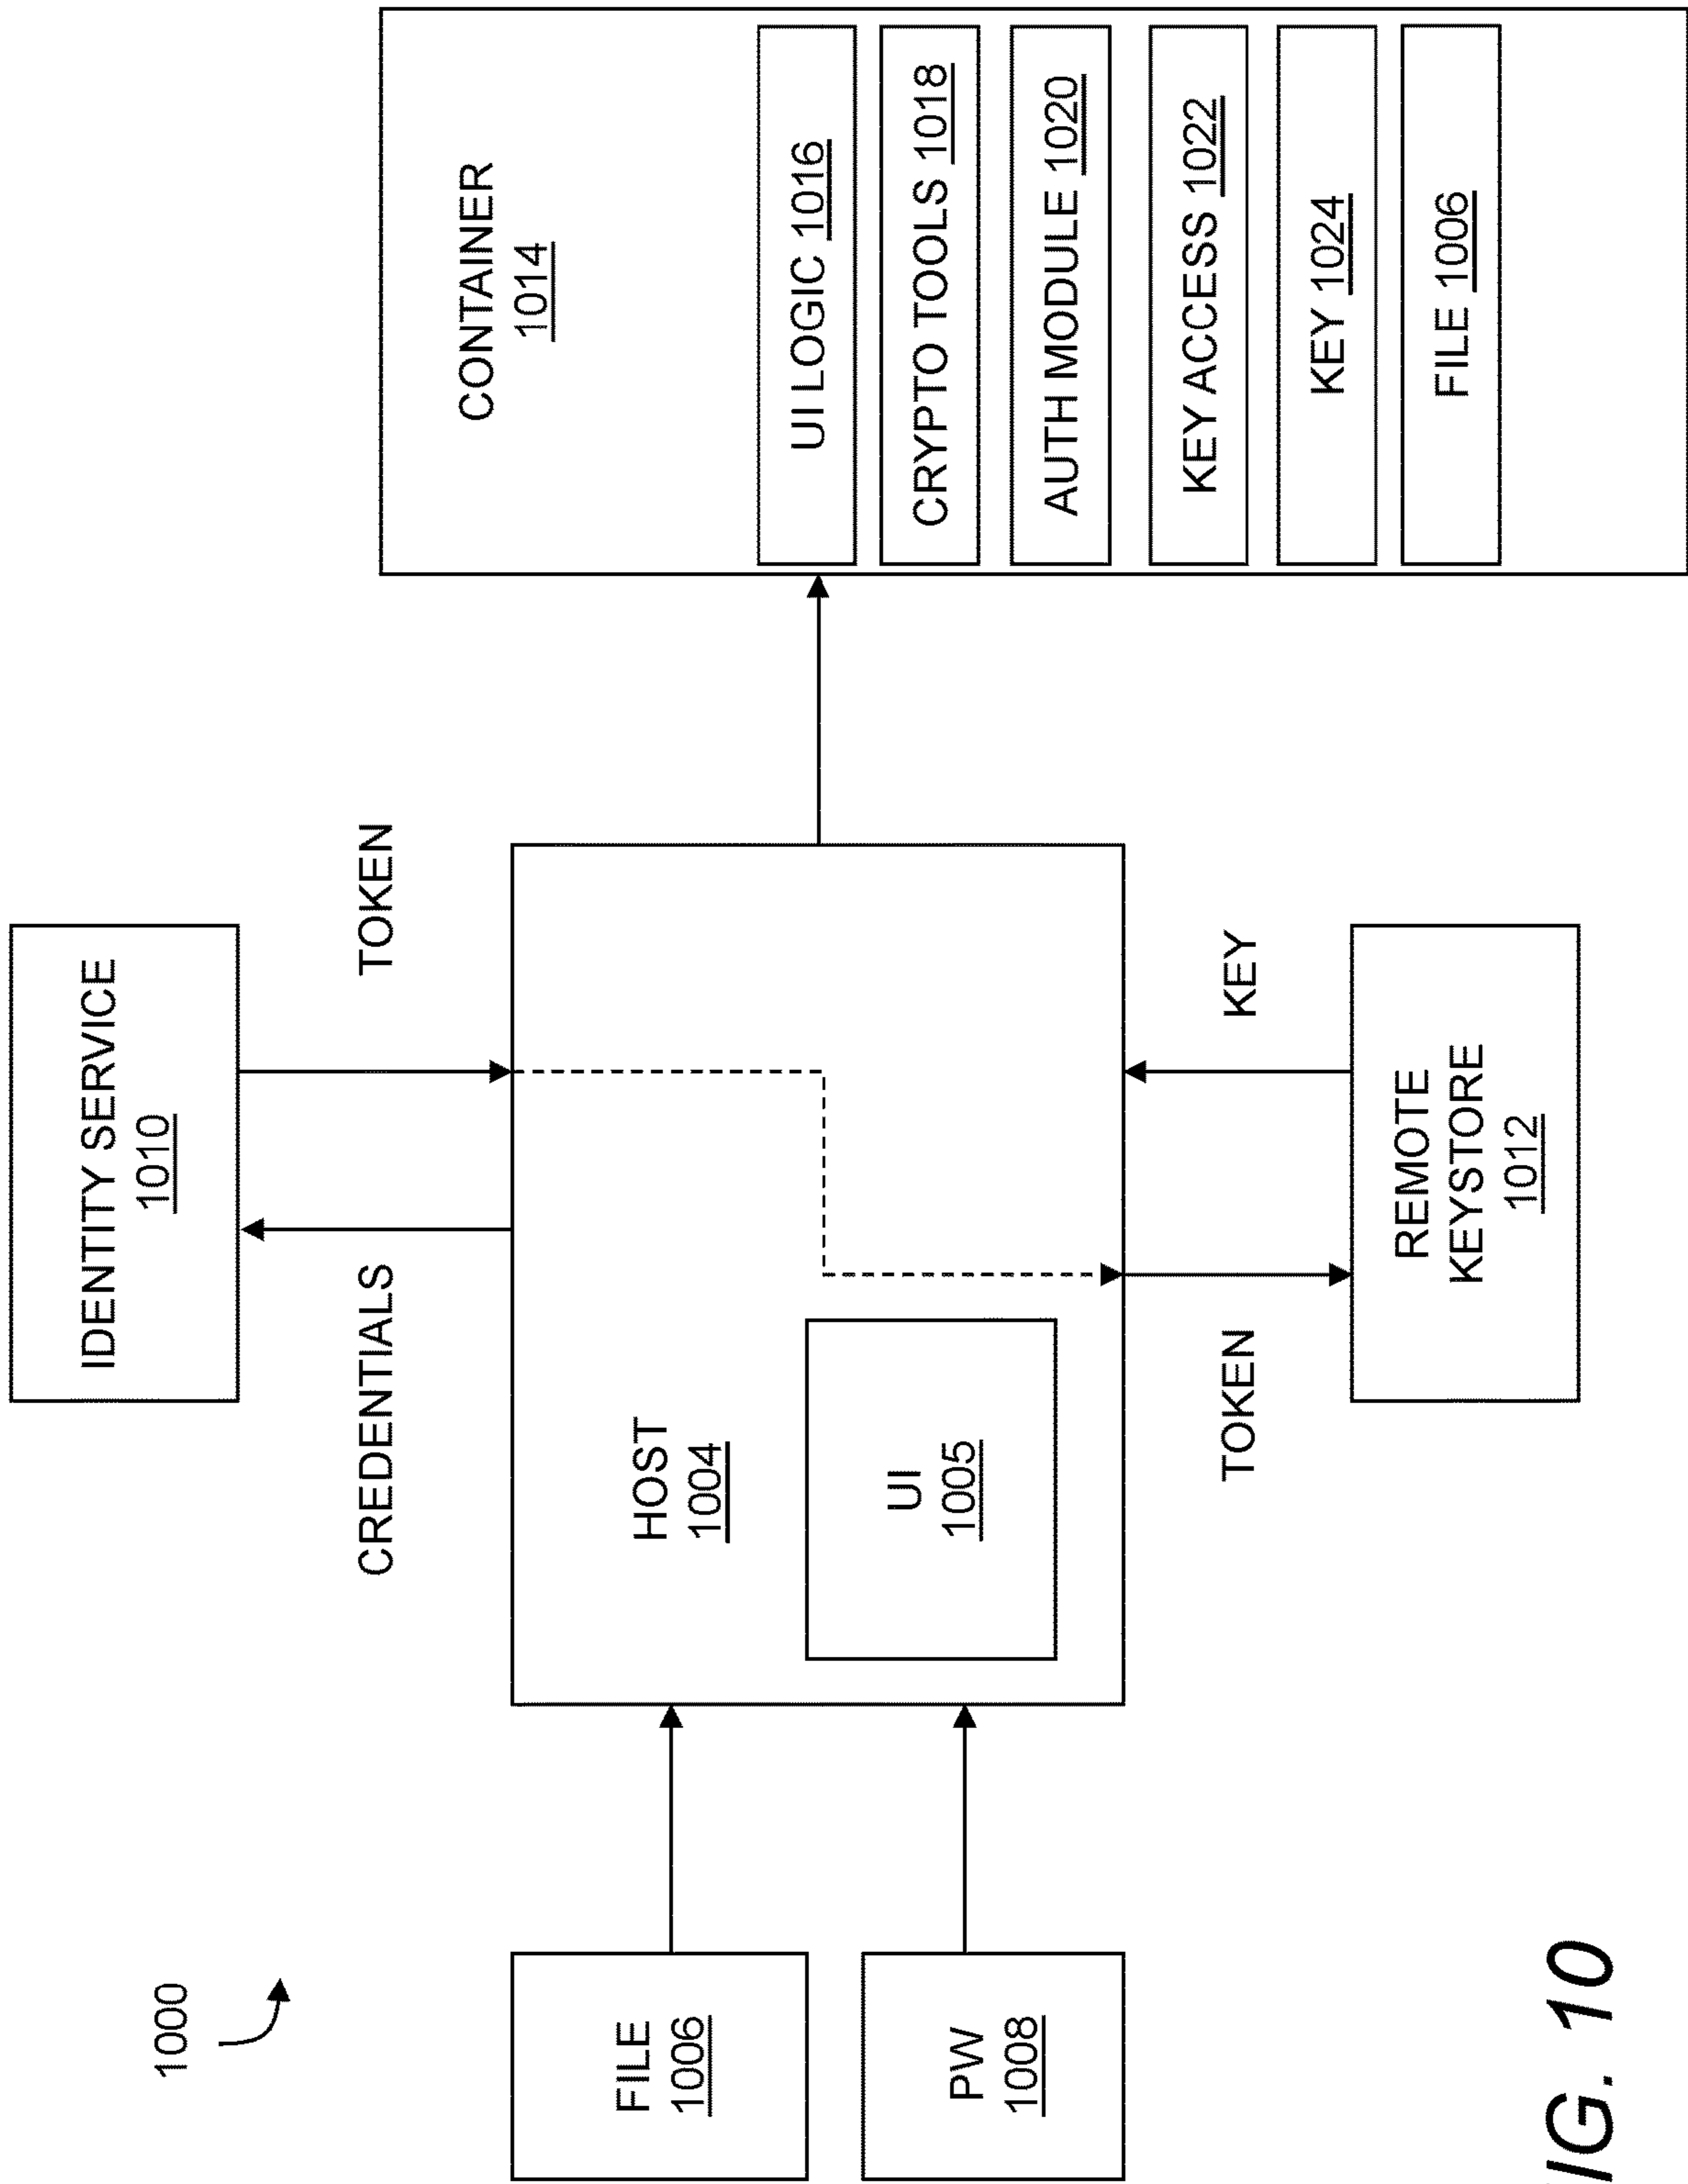 1000
IDENTITY SERVICE
1010
CREDENTIALS
TOKEN
FILE
1006
PW
1008
HOST
1004
UI
1005
TOKEN
KEY
REMOTE
KEYSTORE
1012
CONTAINER
1014
UI LOGIC 1016
CRYPTO TOOLS 1018
AUTH MODULE 1020
KEY ACCESS 1022
KEY 1024
FILE 1006
IG. 10